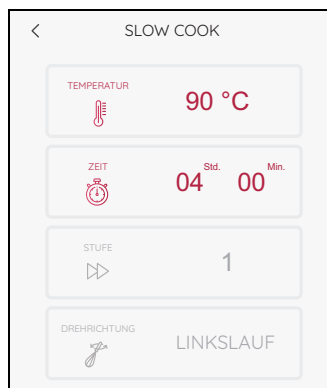 SLOW COOK
TEMPERATUR
90 °C
ZEIT
04 Std. 00 Min.
STUFE
1
DREHRICHTUNG
LINKSLAUF